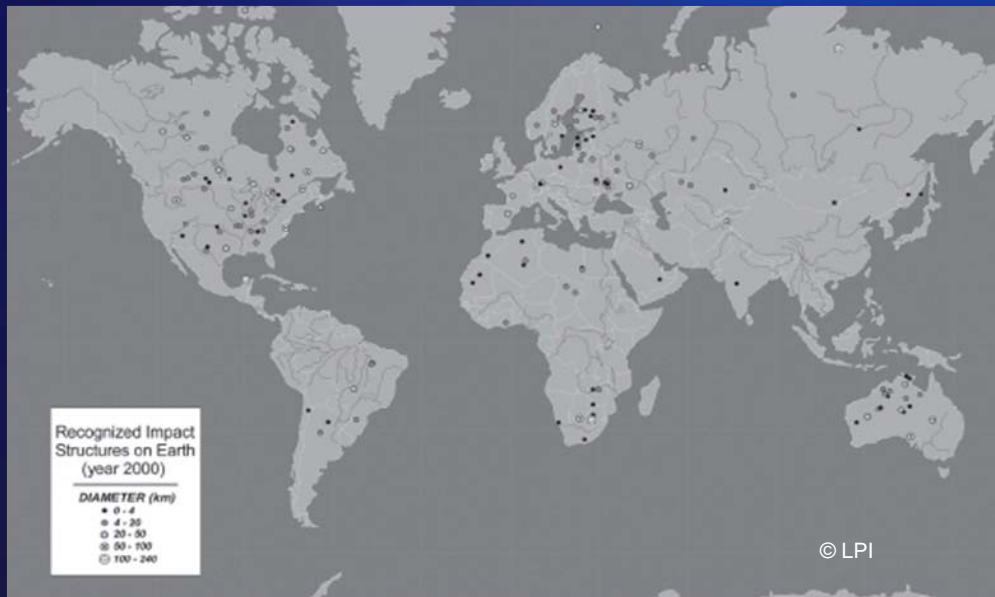 Recognized Impact
Structures on Earth
(year 2000)
DIAMETER (km)
0 - 4
4 - 20
20 - 50
50 - 100
100 - 240
© LPI